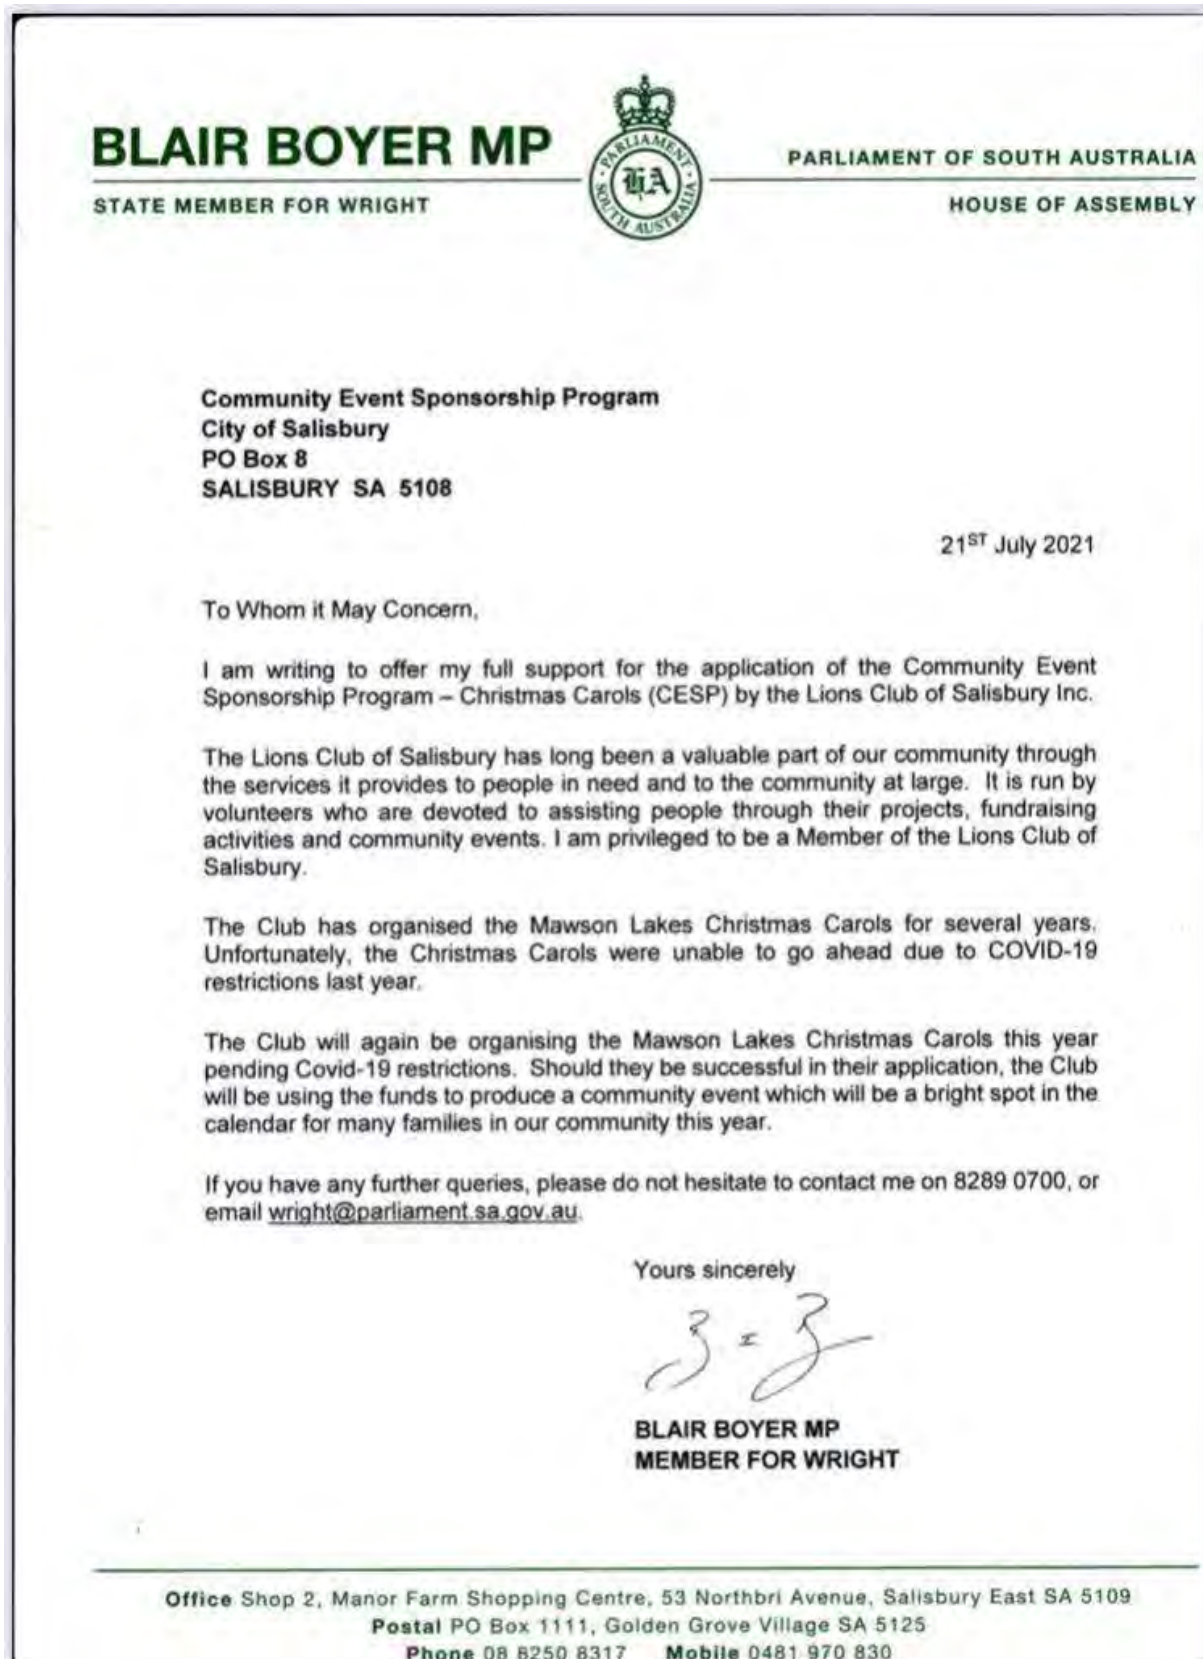 BLAIR BOYER MP
STATE MEMBER FOR WRIGHT
PARLIAMENT SOUTH AUSTRALIA
HA
PARLIAMENT OF SOUTH AUSTRALIA
HOUSE OF ASSEMBLY
Community Event Sponsorship Program
City of Salisbury
PO Box 8
SALISBURY SA 5108
21ST July 2021
To Whom it May Concern,
I am writing to offer my full support for the application of the Community Event
Sponsorship Program – Christmas Carols (CESP) by the Lions Club of Salisbury Inc.
The Lions Club of Salisbury has long been a valuable part of our community through
the services it provides to people in need and to the community at large. It is run by
volunteers who are devoted to assisting people through their projects, fundraising
activities and community events. I am privileged to be a Member of the Lions Club of
Salisbury.
The Club has organised the Mawson Lakes Christmas Carols for several years.
Unfortunately, the Christmas Carols were unable to go ahead due to COVID-19
restrictions last year.
The Club will again be organising the Mawson Lakes Christmas Carols this year
pending Covid-19 restrictions. Should they be successful in their application, the Club
will be using the funds to produce a community event which will be a bright spot in the
calendar for many families in our community this year.
If you have any further queries, please do not hesitate to contact me on 8289 0700, or
email wright@parliament.sa.gov.au.
Yours sincerely
BLAIR BOYER MP
MEMBER FOR WRIGHT
Office Shop 2, Manor Farm Shopping Centre, 53 Northbri Avenue, Salisbury East SA 5109
Postal PO Box 1111, Golden Grove Village SA 5125
Phone 08 8250 8317 Mobile 0481 970 830